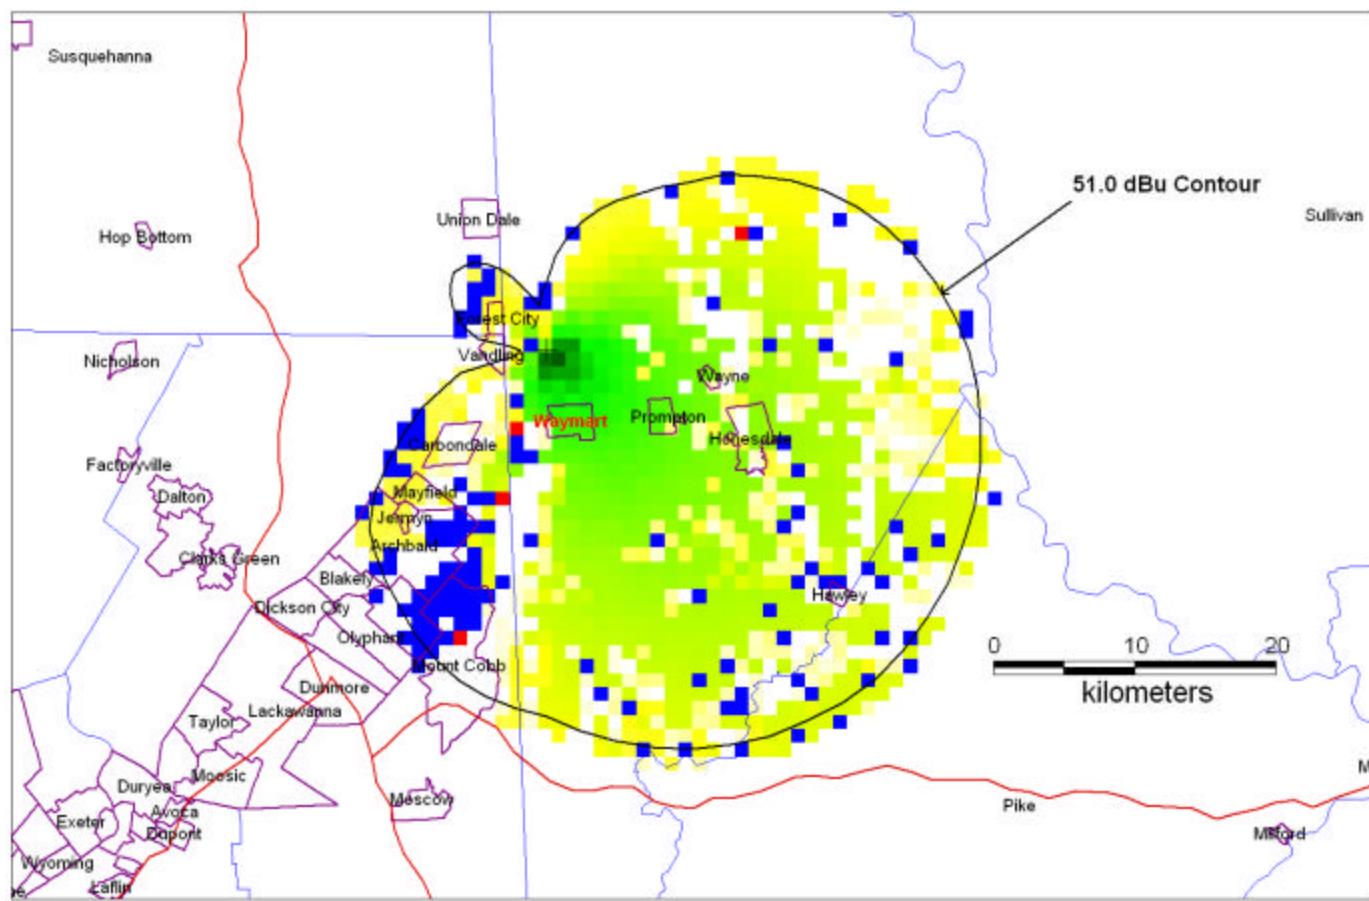 Susquehanna
51.0 dBu Contour
Sullivan
Union Dale
Hop Bottom
Forest City
Vandling
Nicholson
Wayne
Waymart
Prompton
Honesdale
Carbondale
Factoryville
Mayfield
Dalton
Jermyn
Archbald
Clarks Green
Blakely
Hawley
Dickson City
Olyphant
0 10 20
kilometers
Mount Cobb
Dunmore
Lackawanna
Taylor
Moosic
M
Duryea
Moscow
Pike
Avoca
Exeter
Dupont
Milford
Wyoming
Laflin